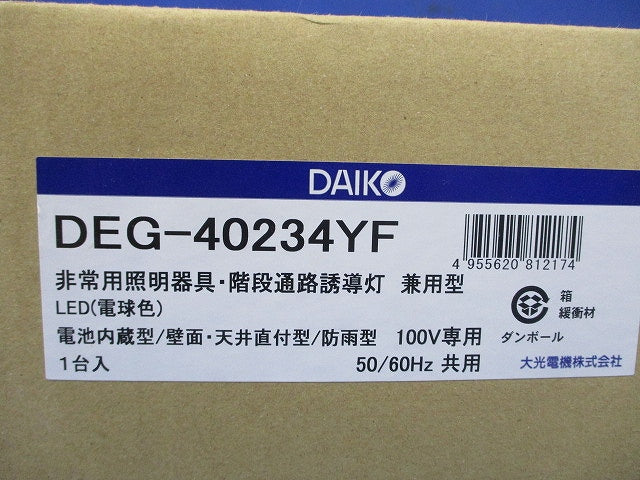 DAIKO
DEG-40234YF
4 955620 812174
非常用照明器具・階段通路誘導灯 兼用型
LED(電球色)
電池内蔵型/壁面・天井直付型/防雨型 100V専用
1台入 50/60Hz 共用
箱
緩衝材
ダンボール
大光電機株式会社